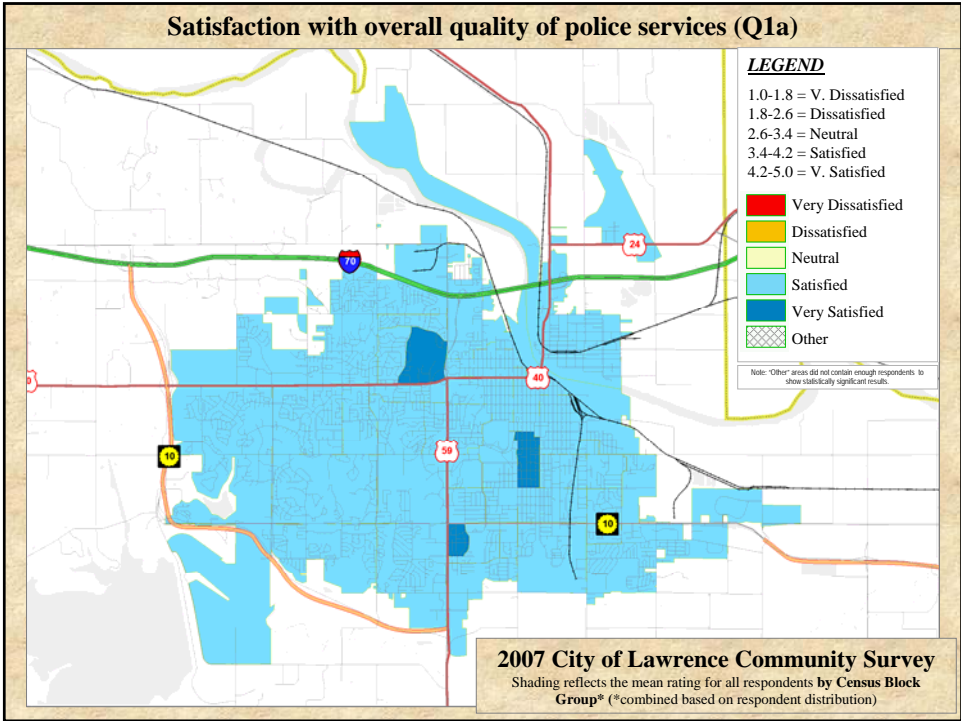 Satisfaction with overall quality of police services (Q1a)
LEGEND
1.0-1.8 = V. Dissatisfied
1.8-2.6 = Dissatisfied
2.6-3.4 = Neutral
3.4-4.2 = Satisfied
4.2-5.0 = V. Satisfied
Very Dissatisfied
Dissatisfied
Neutral
Satisfied
Very Satisfied
Other
Note: "Other" areas did not contain enough respondents to
show statistically significant results.
24
70
40
0
59
10
10
2007 City of Lawrence Community Survey
Shading reflects the mean rating for all respondents by Census Block
Group* (*combined based on respondent distribution)